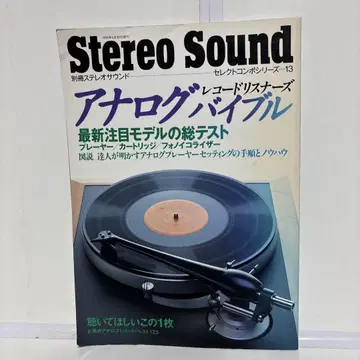 Stereo Sound
別冊ステレオサウンド
セレクトコンポシリーズ—13
レコードリスナーズ
アナログバイブル
最新注目モデルの総テスト
プレーヤー/カートリッジ/フォノイコライザー
図説 達人が明かすアナログプレーヤーセッティングの手順とノウハウ
聴いてほしいこの1枚